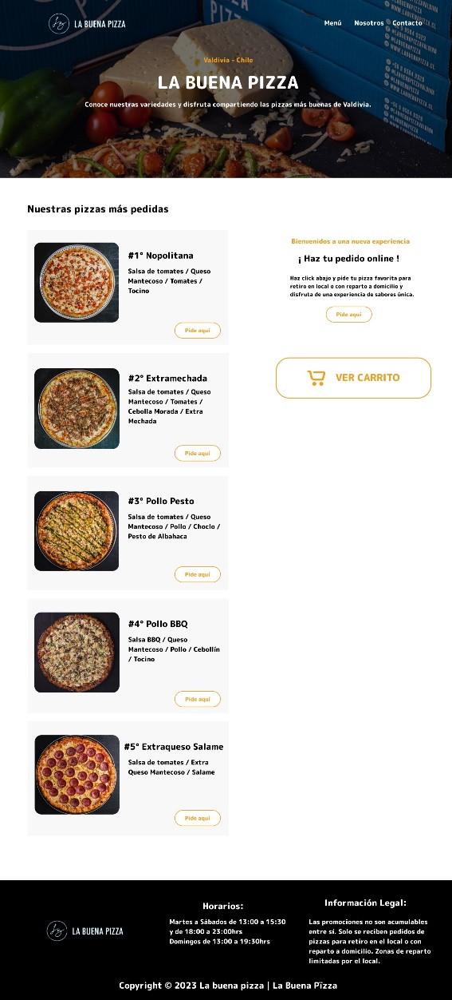 LA BUENA PIZZA
Menú Nosotros Contacto
Valdivia - Chile
LA BUENA PIZZA
Conoce nuestras variedades y disfruta compartiendo las pizzas más buenas de Valdivia.
Nuestras pizzas más pedidas
#1° Nopolitana
Salsa de tomates / Queso
Mantecoso / Tomates /
Tocino
Pide aquí
#2° Extramechada
Salsa de tomates / Queso
Mantecoso / Tomates /
Cebolla Morada / Extra
Mechada
Pide aquí
#3° Pollo Pesto
Salsa de tomates / Queso
Mantecoso / Pollo / Choclo /
Pesto de Albahaca
Pide aquí
#4° Pollo BBQ
Salsa BBQ / Queso
Mantecoso / Pollo / Cebollín
/ Tocino
Pide aquí
#5° Extraqueso Salame
Salsa de tomates / Extra
Queso Mantecoso / Salame
Pide aquí
Bienvenidos a una nueva experiencia
¡ Haz tu pedido online !
Haz click abajo y pide tu pizza favorita para
retiro en local o con reparto a domicilio y
disfruta de una experiencia de sabores única.
Pide aquí
VER CARRITO
LA BUENA PIZZA
Horarios:
Martes a Sábados de 13:00 a 15:30
y de 18:00 a 23:00hrs
Domingos de 13:00 a 19:30hrs
Información Legal:
Las promociones no son acumulables
entre sí. Solo se reciben pedidos de
pizzas para retiro en el local o con
reparto a domicilio. Zonas de reparto
limitadas por el local.
Copyright © 2023 La buena pizza | La Buena Pïzza